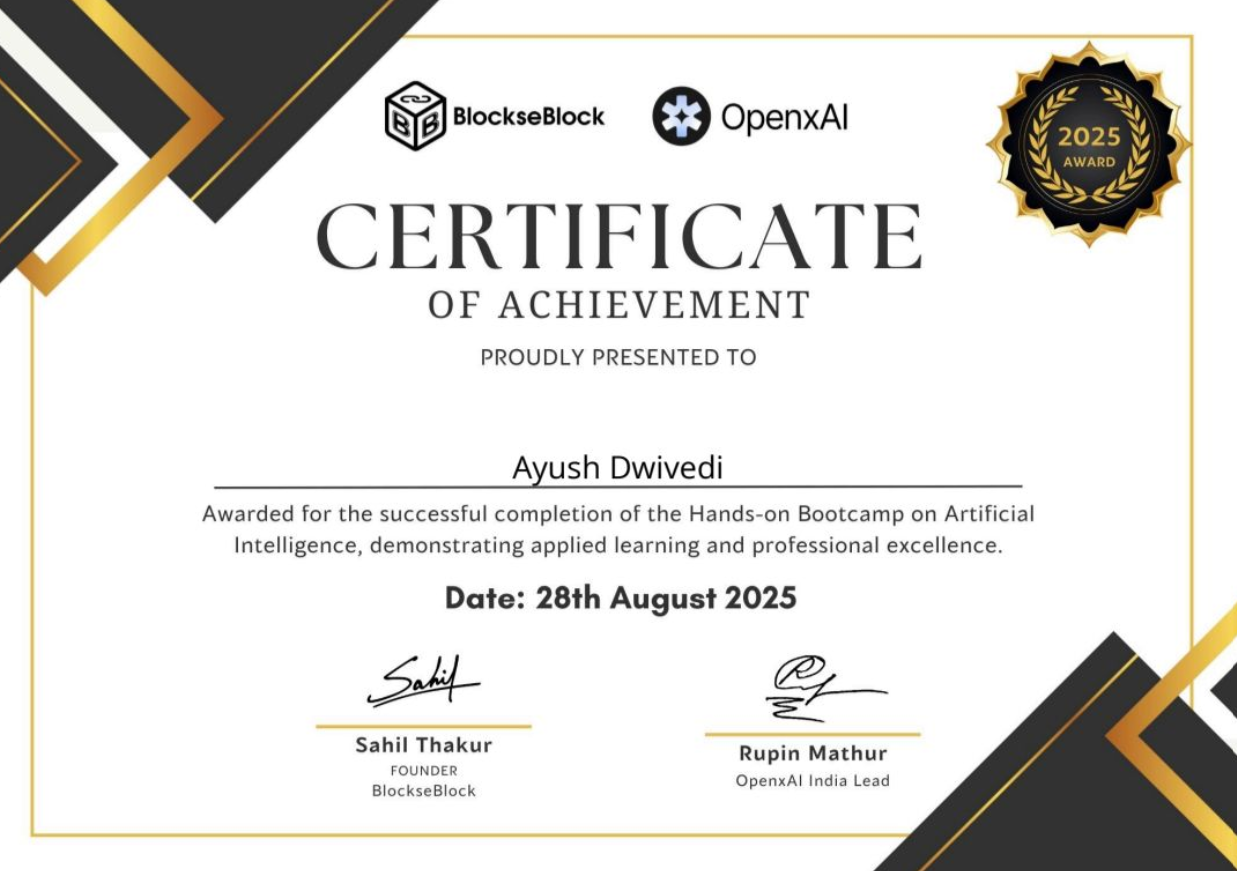 BlockseBlock
OpenxAI
2025
AWARD
CERTIFICATE
OF ACHIEVEMENT
PROUDLY PRESENTED TO
Ayush Dwivedi
Awarded for the successful completion of the Hands-on Bootcamp on Artificial
Intelligence, demonstrating applied learning and professional excellence.
Date: 28th August 2025
Sahil
Sahil Thakur
FOUNDER
BlockseBlock
Rupin Mathur
OpenxAI India Lead